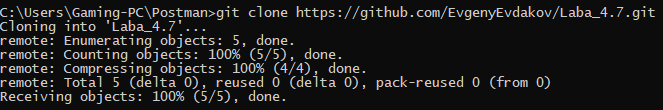 C:\Users\Gaming-PC\Postman>git clone https://github.com/EvgenyEvdakov/Laba_4.7.git
Cloning into 'Laba_4.7'...
remote: Enumerating objects: 5, done.
remote: Counting objects: 100% (5/5), done.
remote: Compressing objects: 100% (4/4), done.
remote: Total 5 (delta 0), reused 0 (delta 0), pack-reused 0 (from 0)
Receiving objects: 100% (5/5), done.